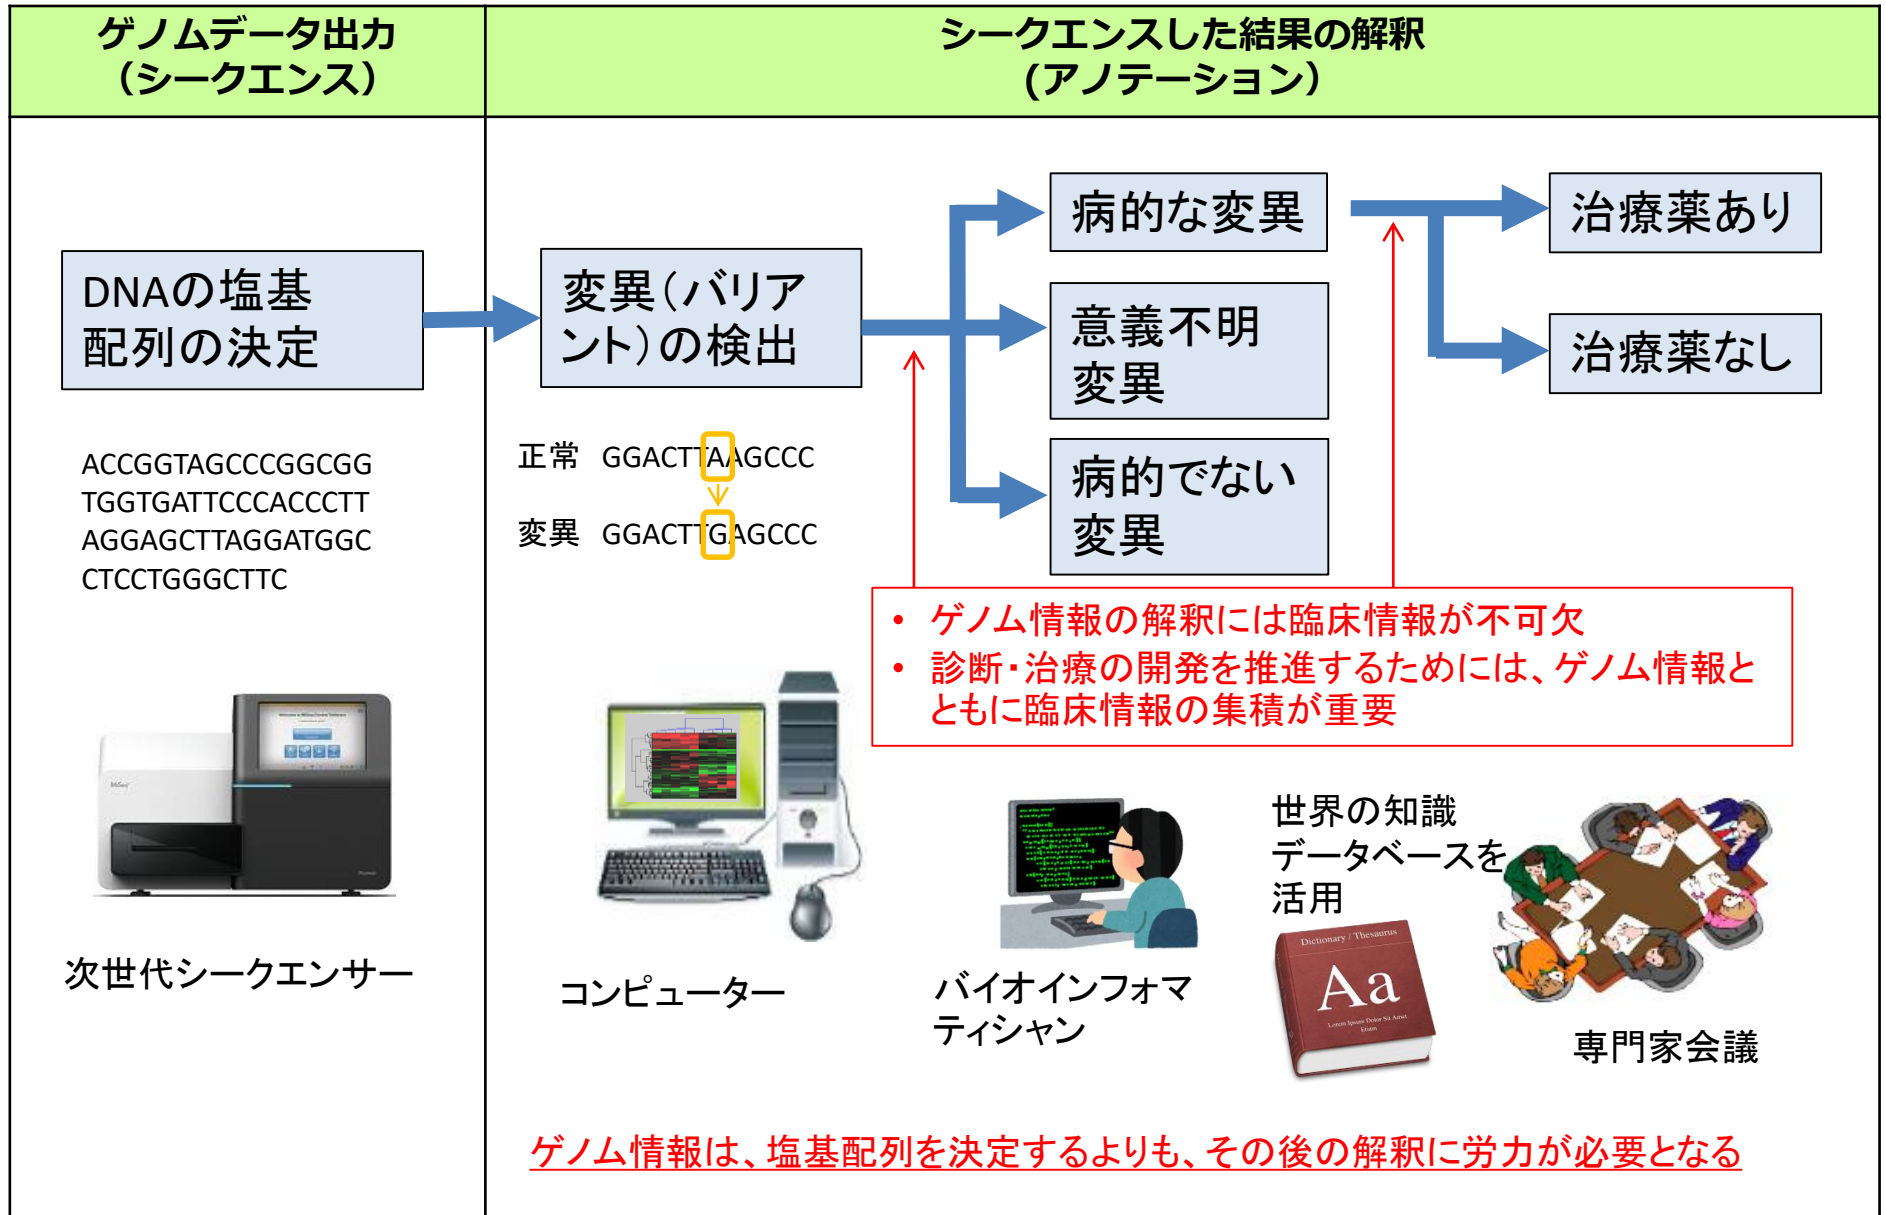 ゲノムデータ出力
（シークエンス）
シークエンスした結果の解釈
(アノテーション）
DNAの塩基
配列の決定
変異（バリア
ント）の検出
病的な変異
意義不明
変異
病的でない
変異
治療薬あり
治療薬なし
ACCGGTAGCCCGGCGG
TGGTGATTCCCACCCTT
AGGAGCTTAGGATGGC
CTCCTGGGCTTC
正常 GGACTTAAGCCC
変異 GGACTTGAGCCC
• ゲノム情報の解釈には臨床情報が不可欠
• 診断・治療の開発を推進するためには、ゲノム情報と
ともに臨床情報の集積が重要
次世代シークエンサー
コンピューター
バイオインフォマ
ティシャン
世界の知識
データベースを
活用
Dictionary / Thesaurus
Aa
Lorem Ipsum Dolor Sit Amet
Etiam
専門家会議
ゲノム情報は、塩基配列を決定するよりも、その後の解釈に労力が必要となる